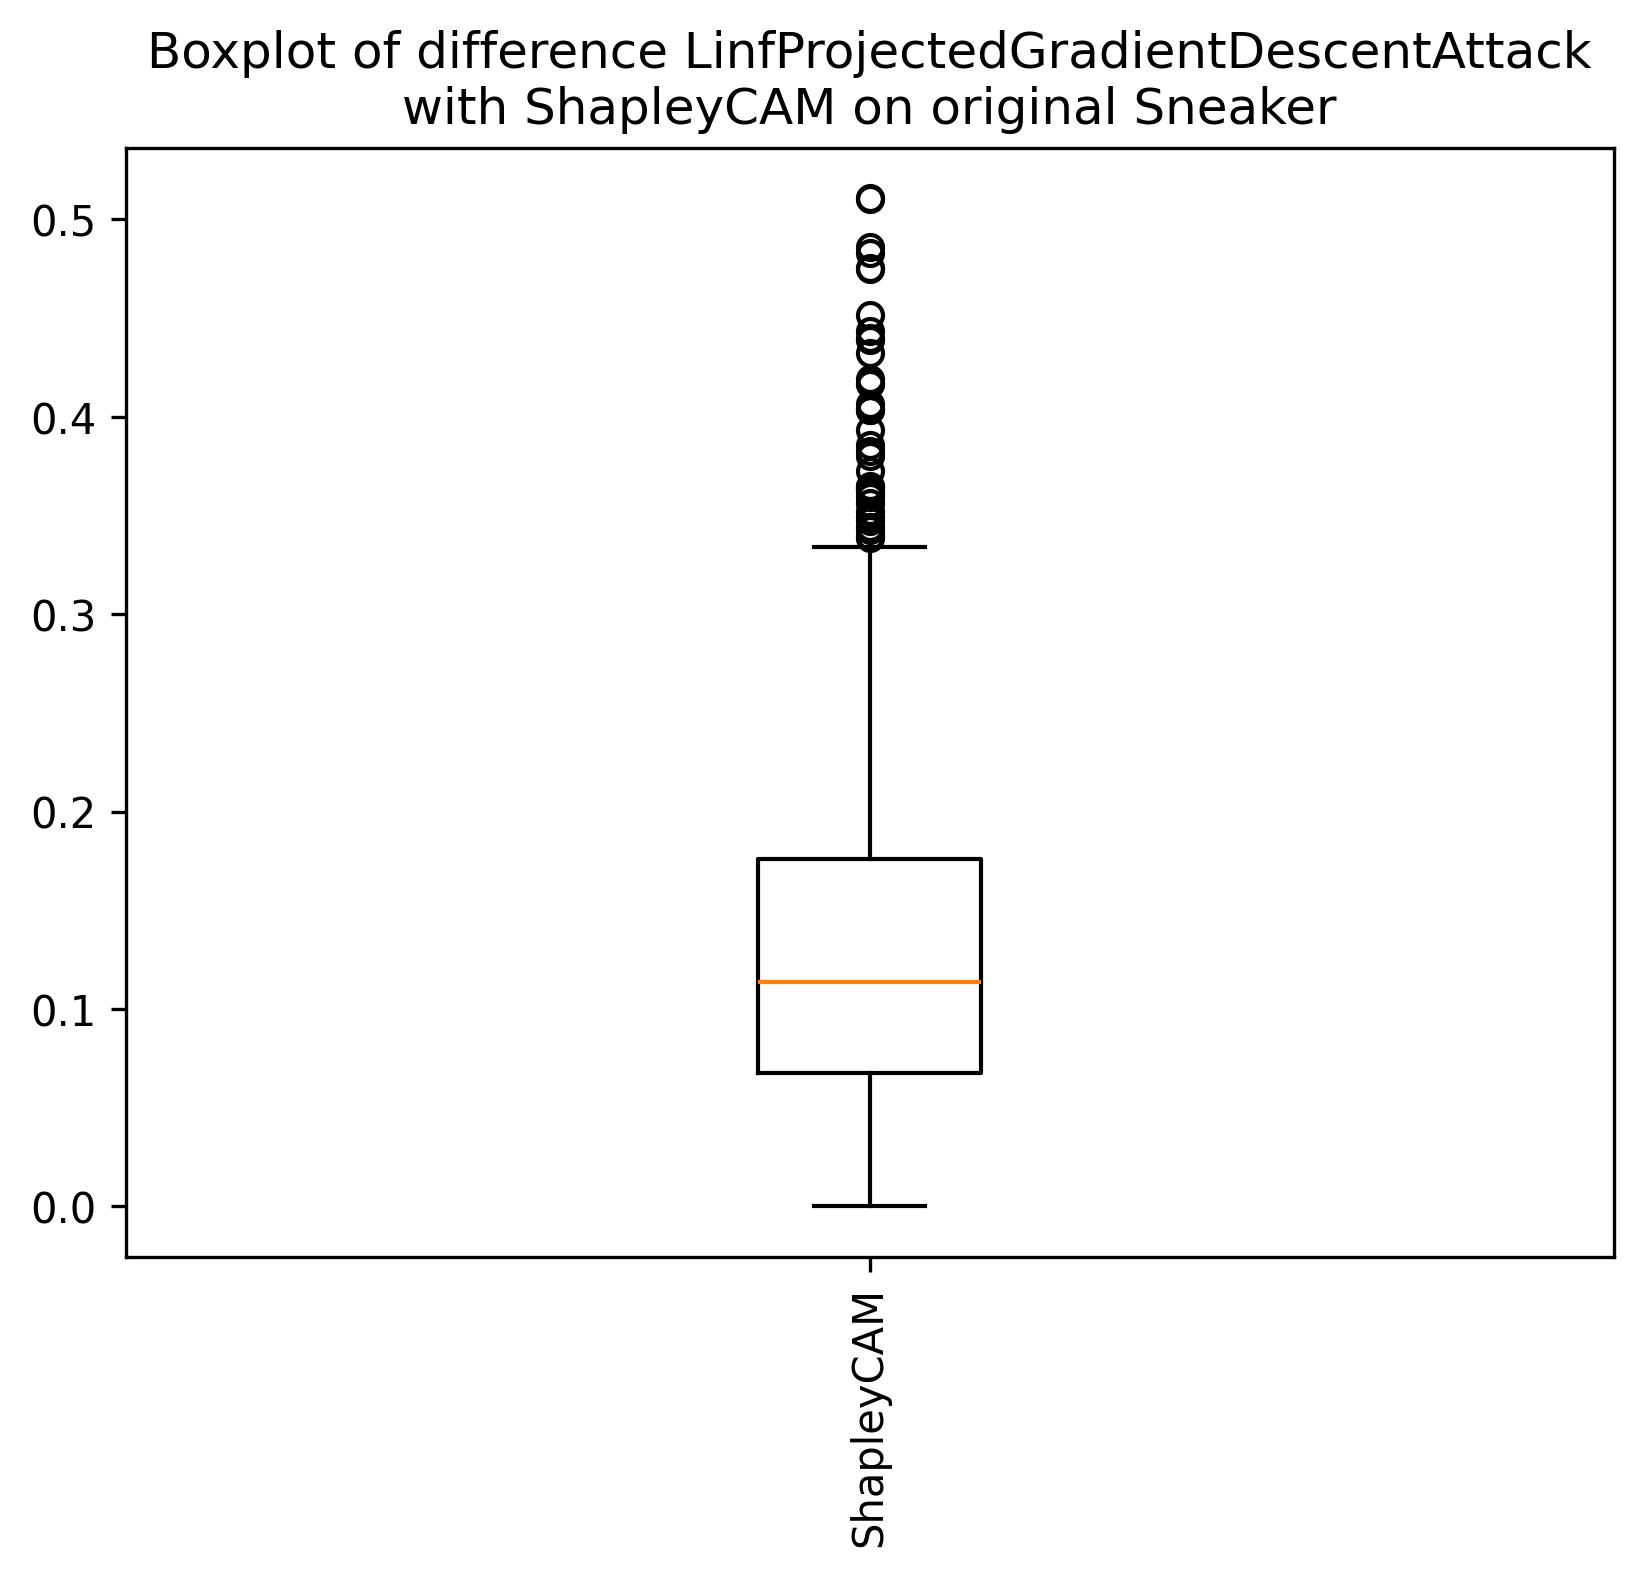 Boxplot of difference LinfProjectedGradientDescentAttack
with ShapleyCAM on original Sneaker
0.5
0.4
0.3
0.2
0.1
0.0
ShapleyCAM